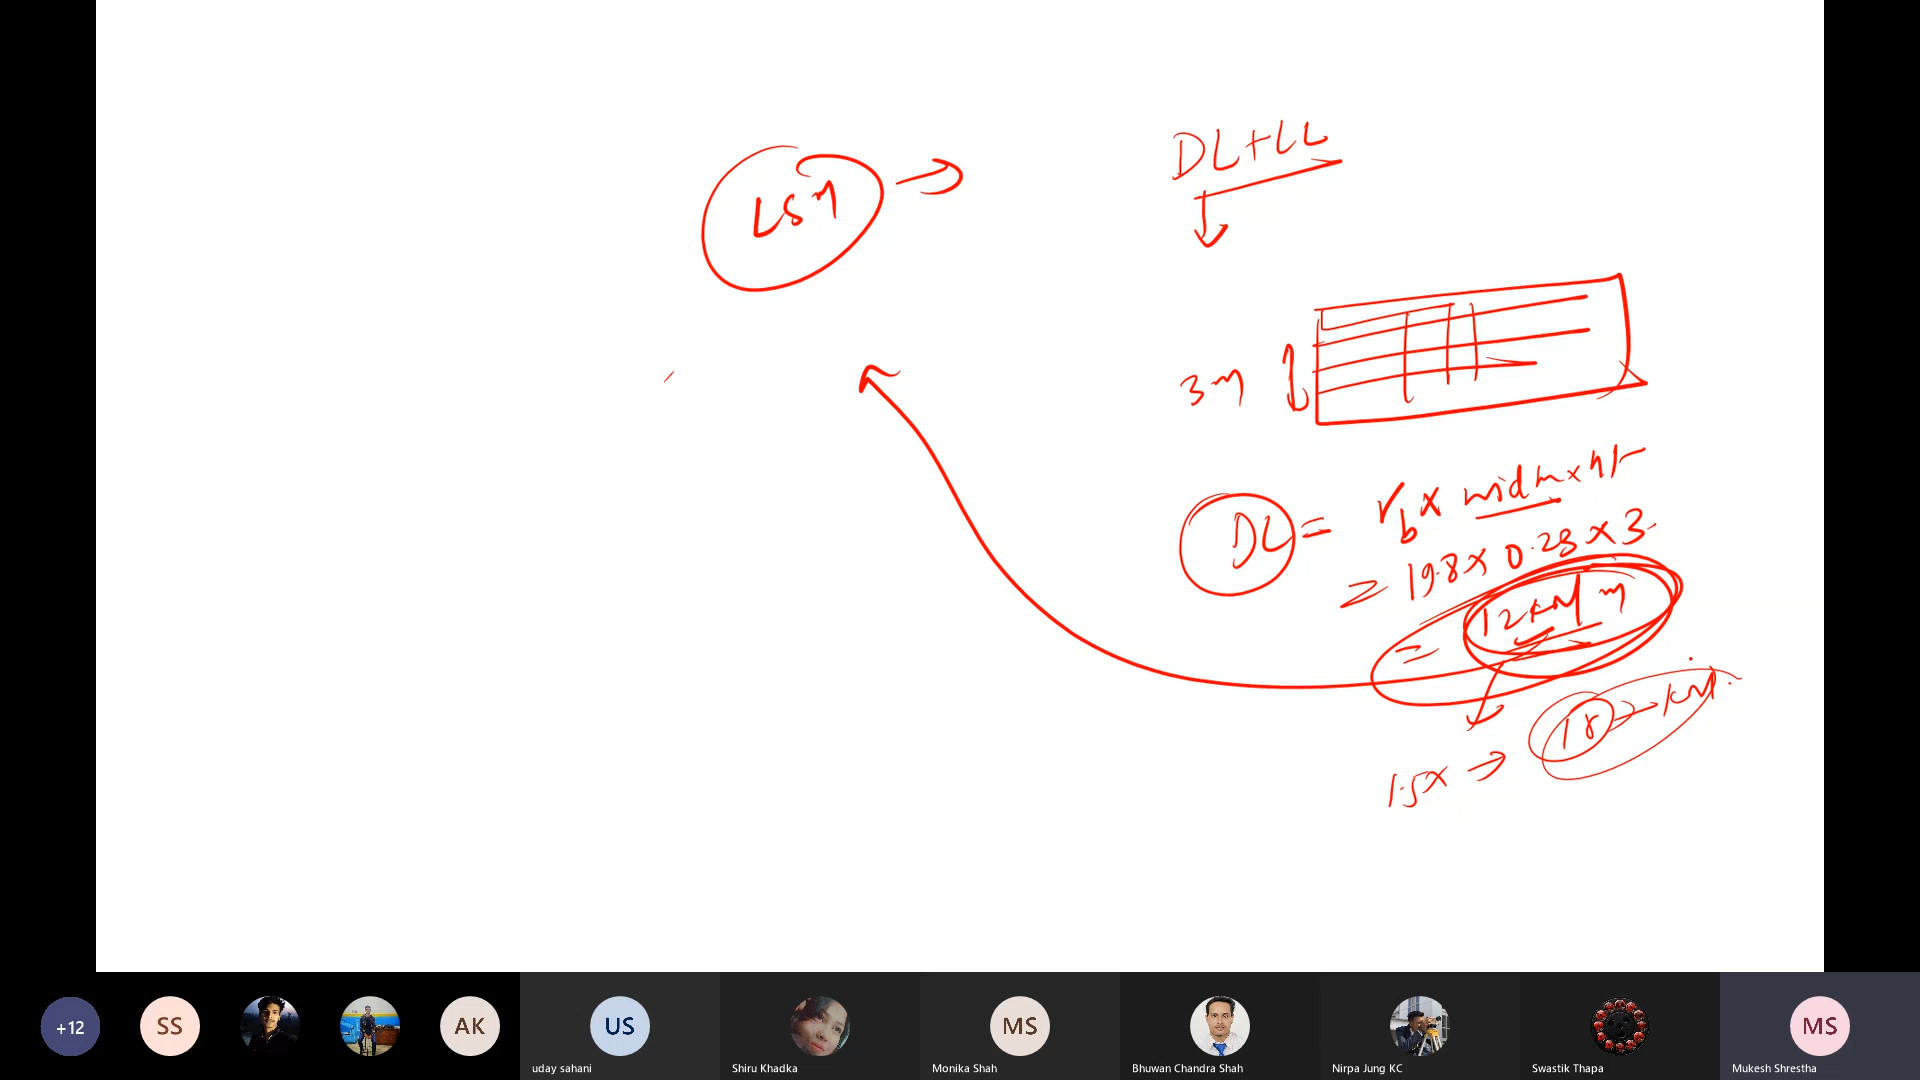 LSM
DL+LL
3m
DL = γb x width x ht
= 19.8 x 0.23 x 3
= 12 kN/m
1.5x → 18
+12
SS
AK
US
MS
MS
uday sahani
Shiru Khadka
Monika Shah
Bhuwan Chandra Shah
Nirpa Jung KC
Swastik Thapa
Mukesh Shrestha